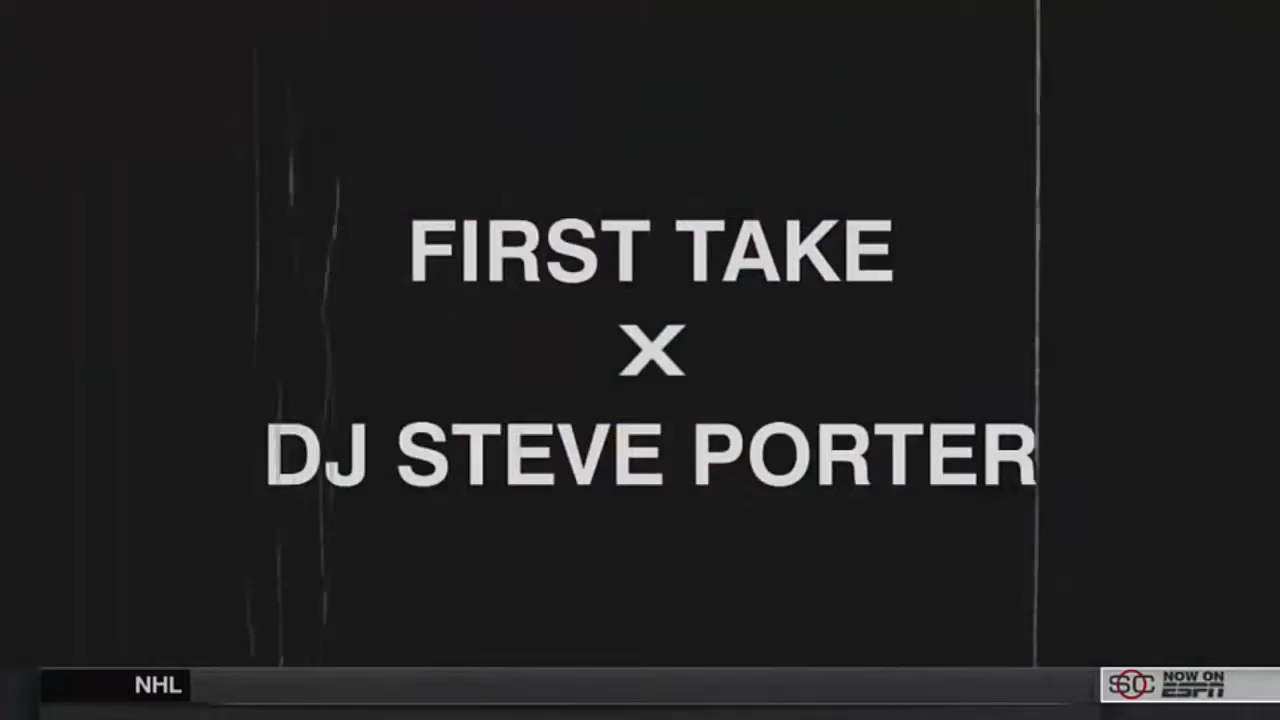 FIRST TAKE
X
DJ STEVE PORTER
NHL
SC
NOW ON
ESPN